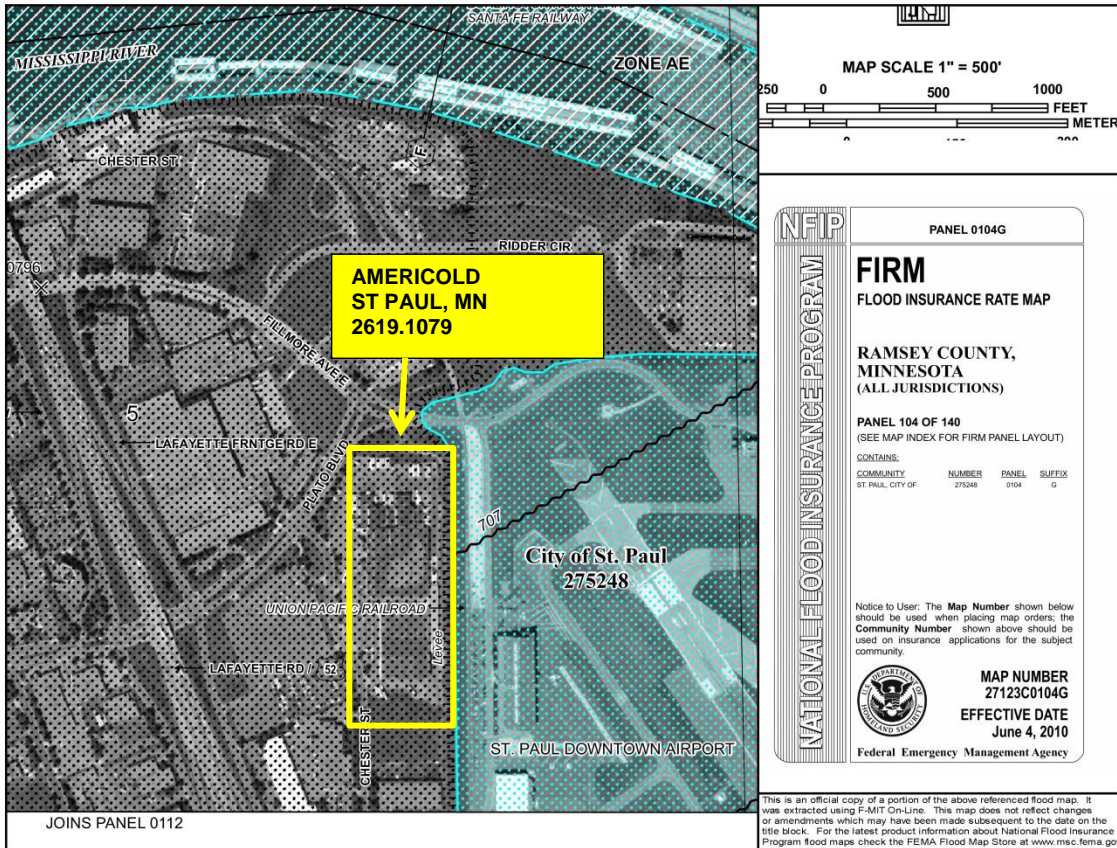 SANTA FE RAILWAY
MISSISSIPPI RIVER
ZONE AE
CHESTER ST
F
RIDDER CIR
0796
AMERICOLD
ST PAUL, MN
2619.1079
FILLMORE AVE E
5
LAFAYETTE FRNTGE RD E
PLATO BLVD
707
City of St. Paul
275248
UNION PACIFIC RAILROAD
Levee
LAFAYETTE RD / 52
CHESTER ST
ST. PAUL DOWNTOWN AIRPORT
JOINS PANEL 0112
MAP SCALE 1" = 500'
250 0 500 1000
FEET
METER
NFIP
NATIONAL FLOOD INSURANCE PROGRAM
PANEL 0104G
FIRM
FLOOD INSURANCE RATE MAP
RAMSEY COUNTY,
MINNESOTA
(ALL JURISDICTIONS)
PANEL 104 OF 140
(SEE MAP INDEX FOR FIRM PANEL LAYOUT)
CONTAINS:
COMMUNITY NUMBER PANEL SUFFIX
ST. PAUL, CITY OF 275248 0104 G
Notice to User: The Map Number shown below
should be used when placing map orders; the
Community Number shown above should be
used on insurance applications for the subject
community.
U.S. DEPARTMENT OF
HOMELAND SECURITY
MAP NUMBER
27123C0104G
EFFECTIVE DATE
June 4, 2010
Federal Emergency Management Agency
This is an official copy of a portion of the above referenced flood map. It
was extracted using F-MIT On-Line. This map does not reflect changes
or amendments which may have been made subsequent to the date on the
title block. For the latest product information about National Flood Insurance
Program flood maps check the FEMA Flood Map Store at www.msc.fema.go